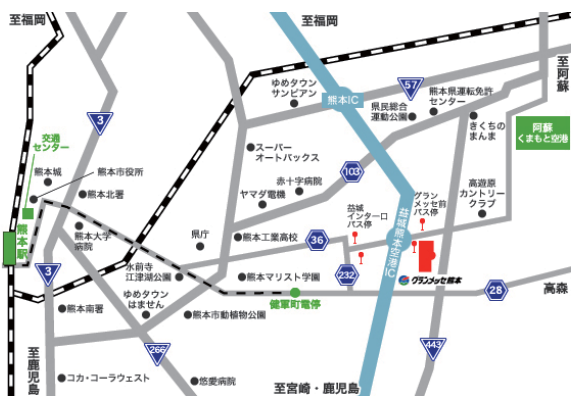 至福岡
至福岡
至阿蘇
ゆめタウン
サンピアン
熊本IC
57
県民総合
運動公園
熊本県運転免許
センター
きくちの
まんま
阿蘇
くまもと空港
3
交通
センター
熊本市役所
熊本城
熊本北署
スーパー
オートバックス
103
赤十字病院
ヤマダ電機
益城
インター口
バス停
グラン
メッセ前
バス停
高遊原
カントリー
クラブ
熊本駅
熊本大学
病院
県庁
熊本工業高校
36
益城熊本空港IC
3
水前寺
江津湖公園
熊本マリスト学園
232
グランメッセ熊本
28
高森
ゆめタウン
はません
健軍町電停
熊本南署
熊本市動植物公園
266
443
至鹿児島
コカ・コーラウェスト
悠愛病院
至宮崎・鹿児島